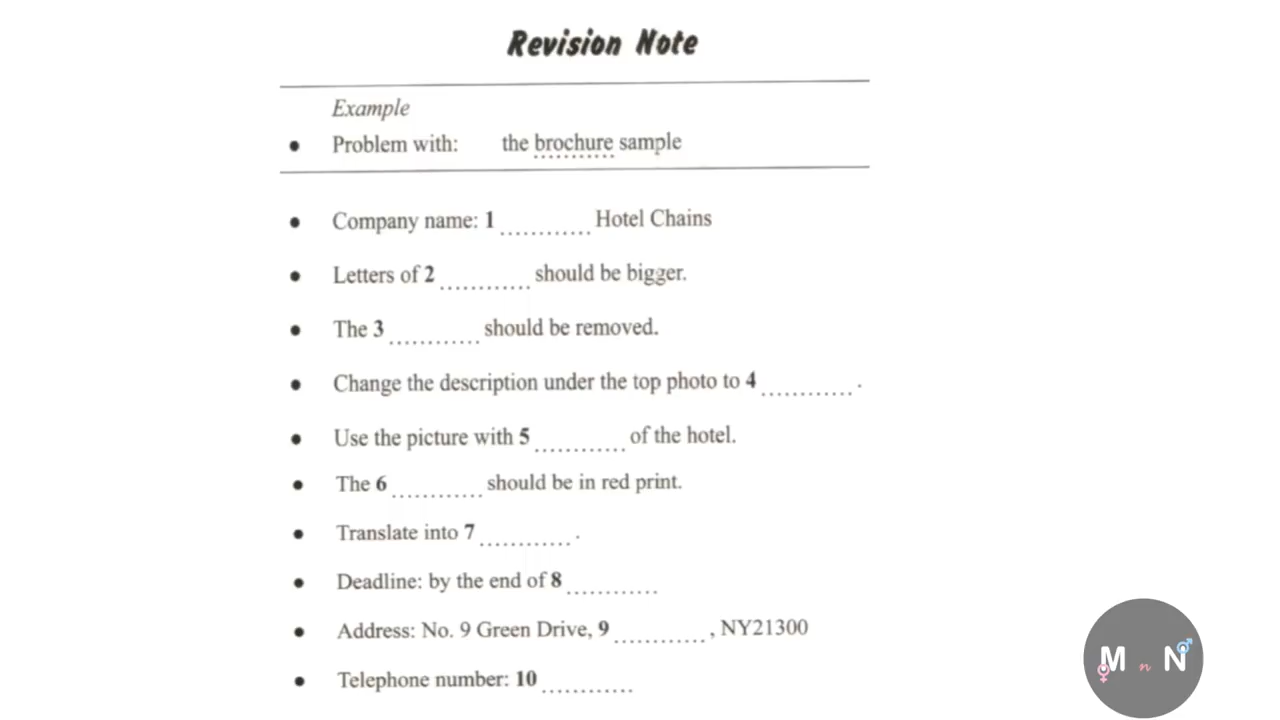 Revision Note
Example
• Problem with: the brochure sample
• Company name: 1 ............ Hotel Chains
• Letters of 2 ............ should be bigger.
• The 3 ............ should be removed.
• Change the description under the top photo to 4 ............ .
• Use the picture with 5 ............ of the hotel.
• The 6 ............ should be in red print.
• Translate into 7 ............ .
• Deadline: by the end of 8 ............
• Address: No. 9 Green Drive, 9 ............ , NY21300
• Telephone number: 10 ............
M n N